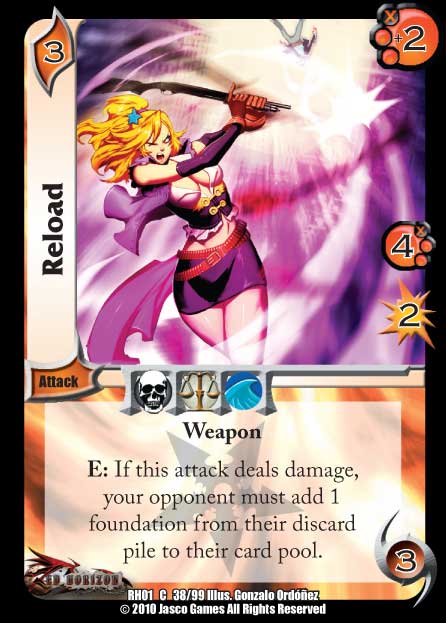 3
+2
Reload
4
2
Attack
Weapon
E: If this attack deals damage,
your opponent must add 1
foundation from their discard
pile to their card pool.
RED HORIZON
3
RH01 C 38/99 Illus. Gonzalo Ordóñez
© 2010 Jasco Games All Rights Reserved